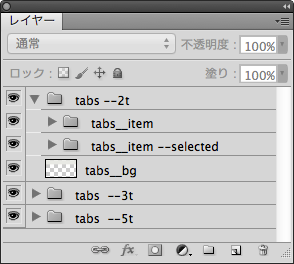 レイヤー
通常 不透明度: 100%
ロック: 塗り: 100%
tabs --2t
tabs__item
tabs__item --selected
tabs__bg
tabs --3t
tabs --5t
fx